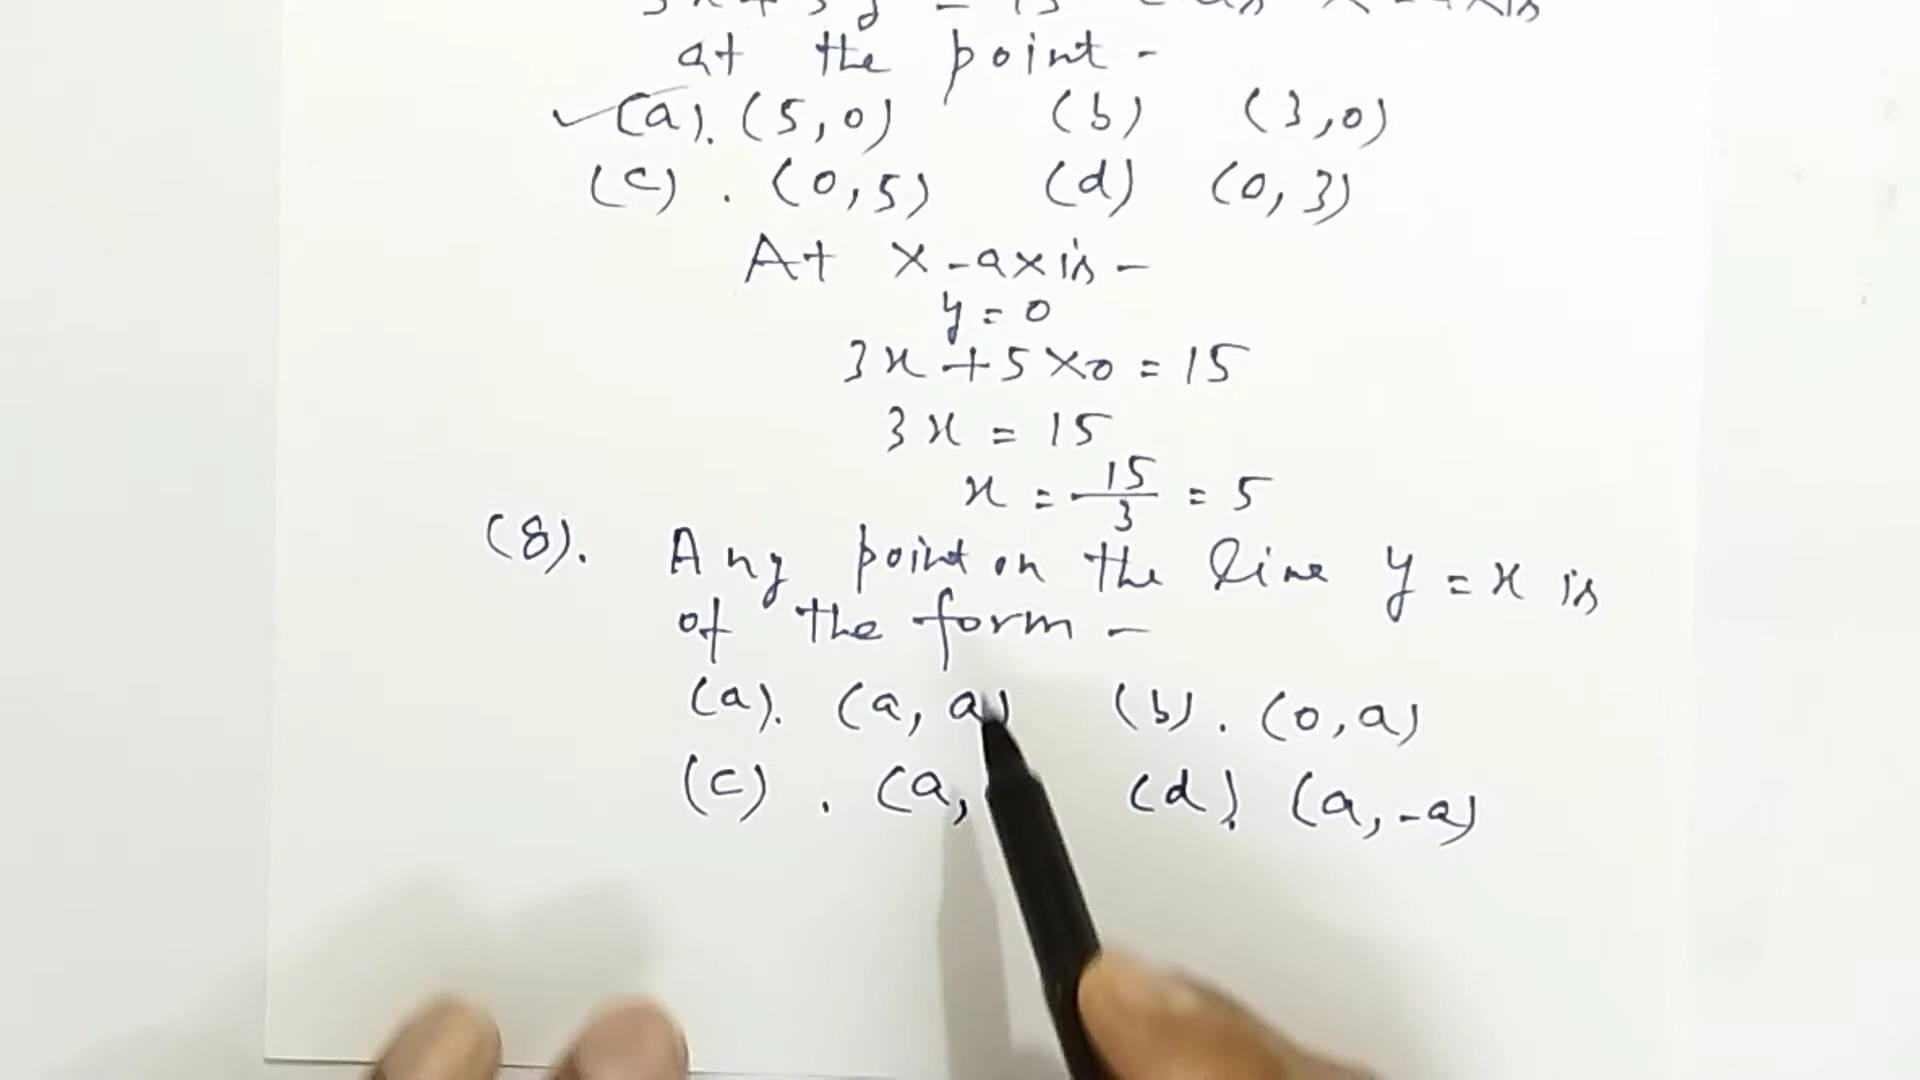 at the point -
(a). (5,0) (b) (3,0)
(c) . (0,5) (d) (0,3)
At x-axis -
y = 0
3x + 5×0 = 15
3x = 15
x = 15/3 = 5
(8). Any point on the line y = x is
of the form -
(a). (a, a) (b) . (0,a)
(c) . (a, (d). (a,-a)